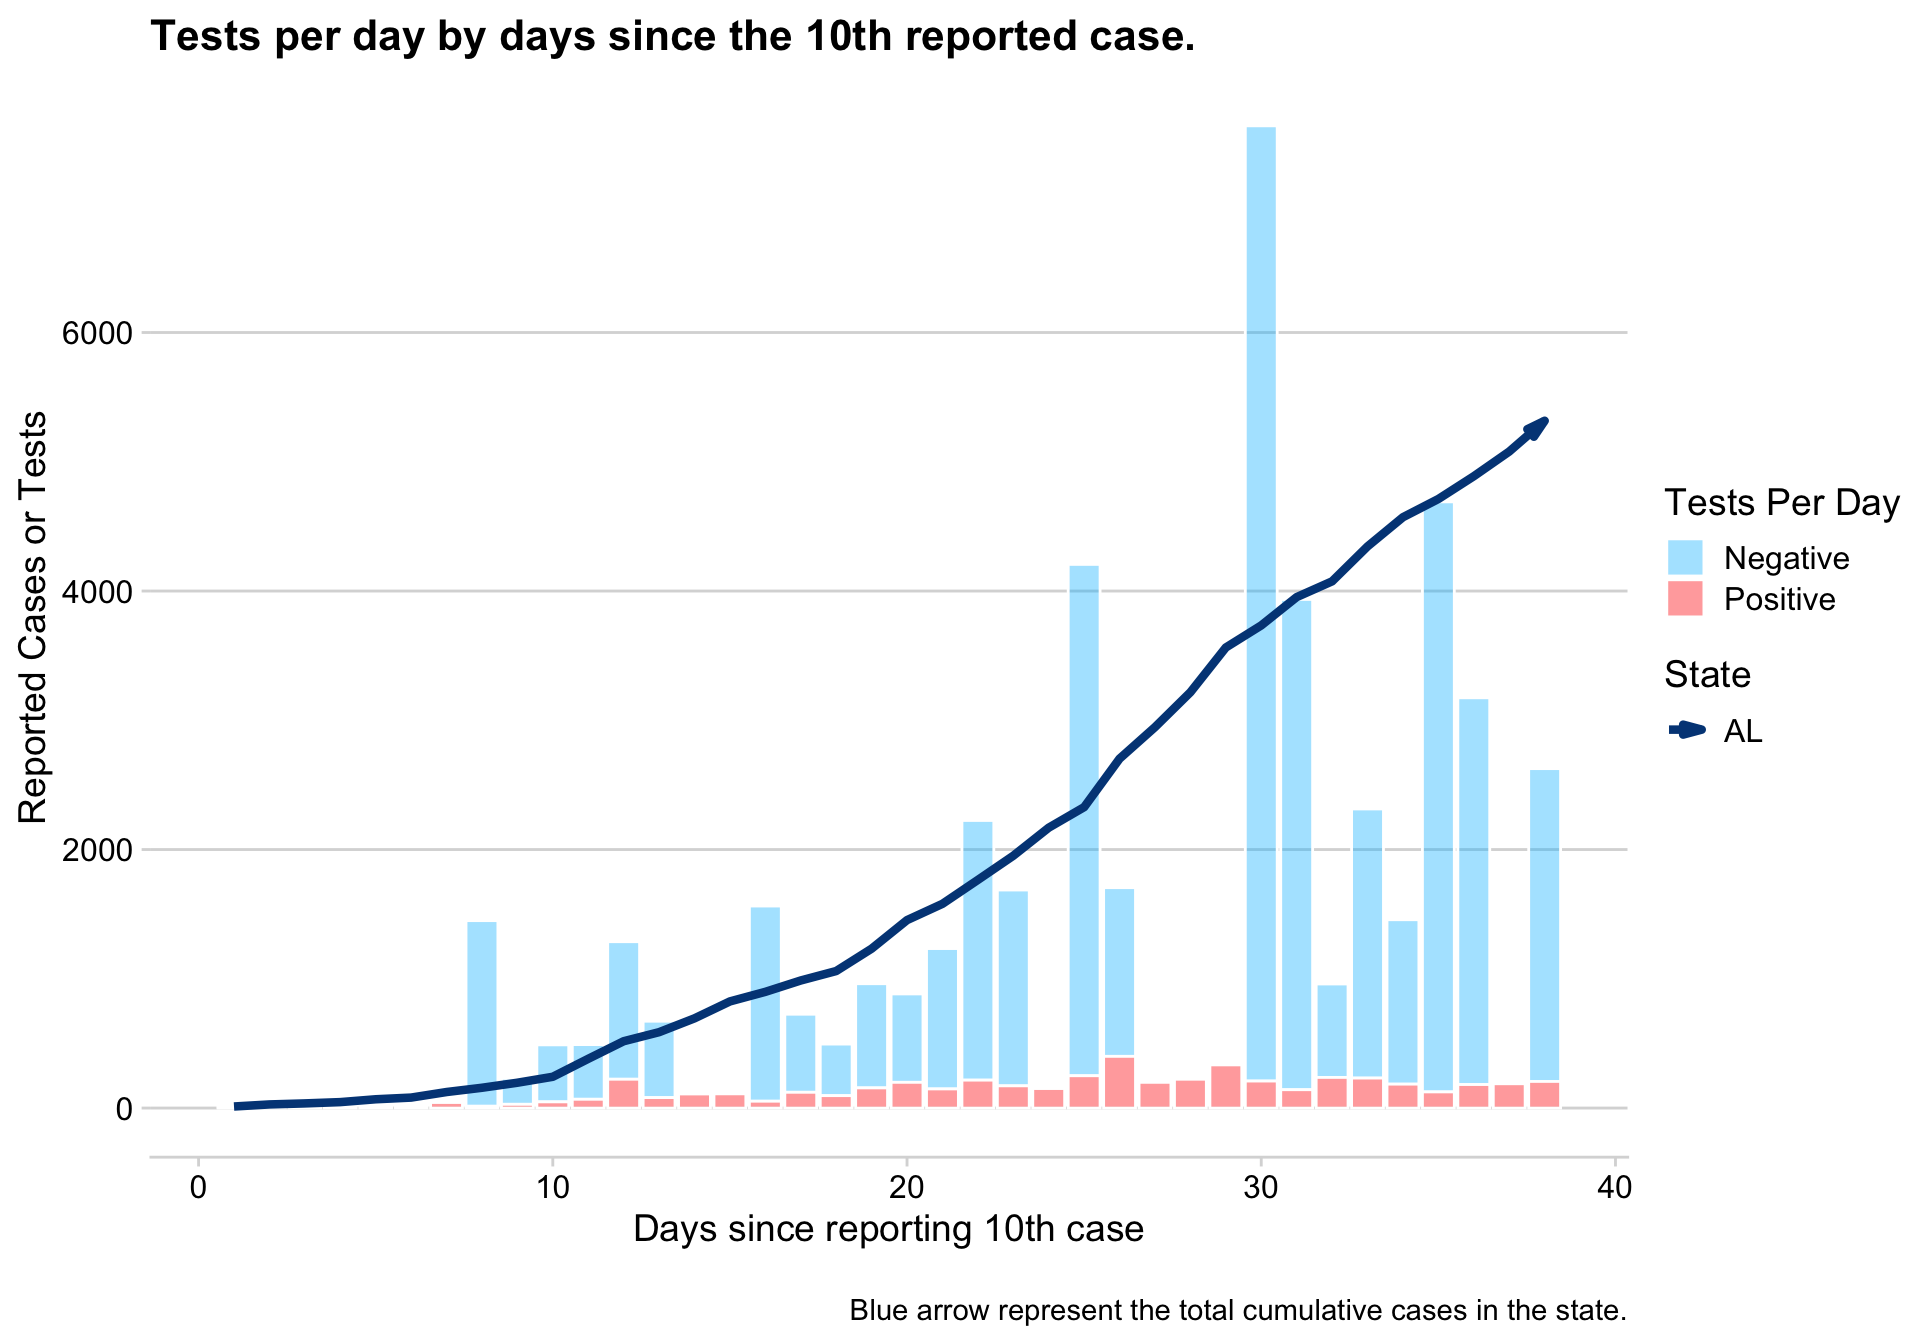 Tests per day by days since the 10th reported case.
Reported Cases or Tests
6000
4000
2000
0
0
10
20
30
40
Days since reporting 10th case
Tests Per Day
Negative
Positive
State
AL
Blue arrow represent the total cumulative cases in the state.